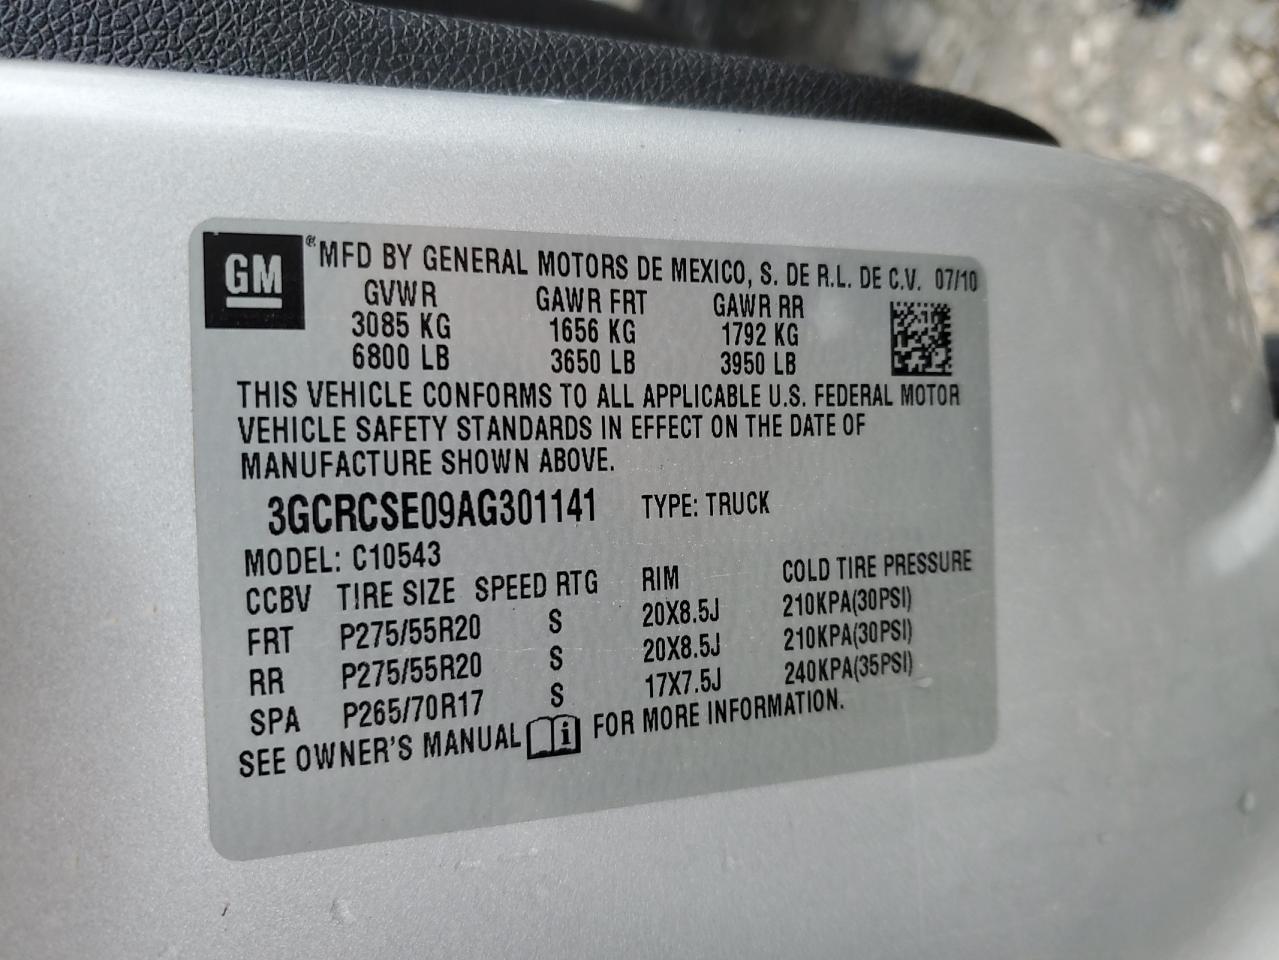 GM ® MFD BY GENERAL MOTORS DE MEXICO, S. DE R.L. DE C.V. 07/10
GVWR GAWR FRT GAWR RR
3085 KG 1656 KG 1792 KG
6800 LB 3650 LB 3950 LB
THIS VEHICLE CONFORMS TO ALL APPLICABLE U.S. FEDERAL MOTOR
VEHICLE SAFETY STANDARDS IN EFFECT ON THE DATE OF
MANUFACTURE SHOWN ABOVE.
3GCRCSE09AG301141 TYPE: TRUCK
MODEL: C10543
CCBV TIRE SIZE SPEED RTG RIM COLD TIRE PRESSURE
FRT P275/55R20 S 20X8.5J 210KPA(30PSI)
RR P275/55R20 S 20X8.5J 210KPA(30PSI)
SPA P265/70R17 S 17X7.5J 240KPA(35PSI)
SEE OWNER'S MANUAL i FOR MORE INFORMATION.